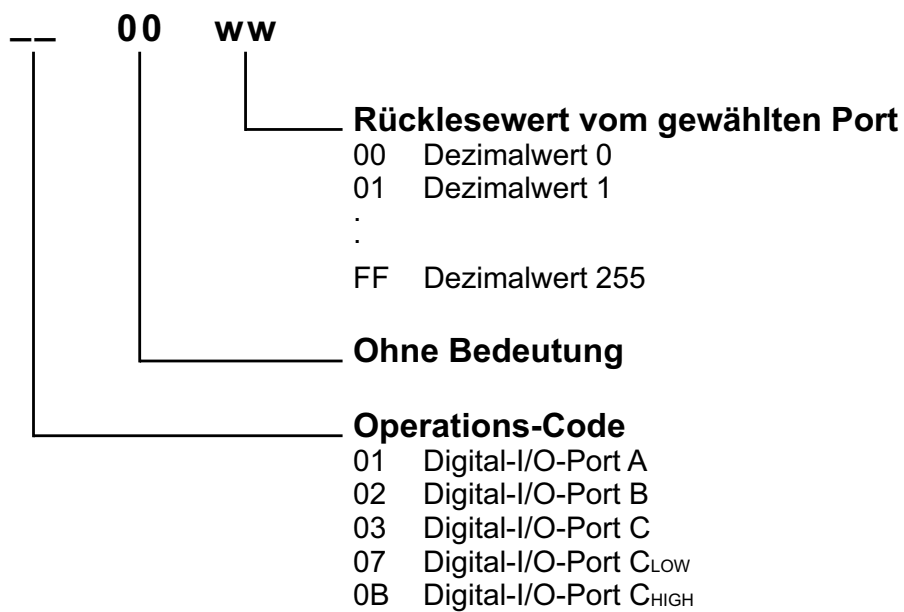 __ 00 ww
Rücklesewert vom gewählten Port
00 Dezimalwert 0
01 Dezimalwert 1
.
.
FF Dezimalwert 255
Ohne Bedeutung
Operations-Code
01 Digital-I/O-Port A
02 Digital-I/O-Port B
03 Digital-I/O-Port C
07 Digital-I/O-Port CLOW
0B Digital-I/O-Port CHIGH